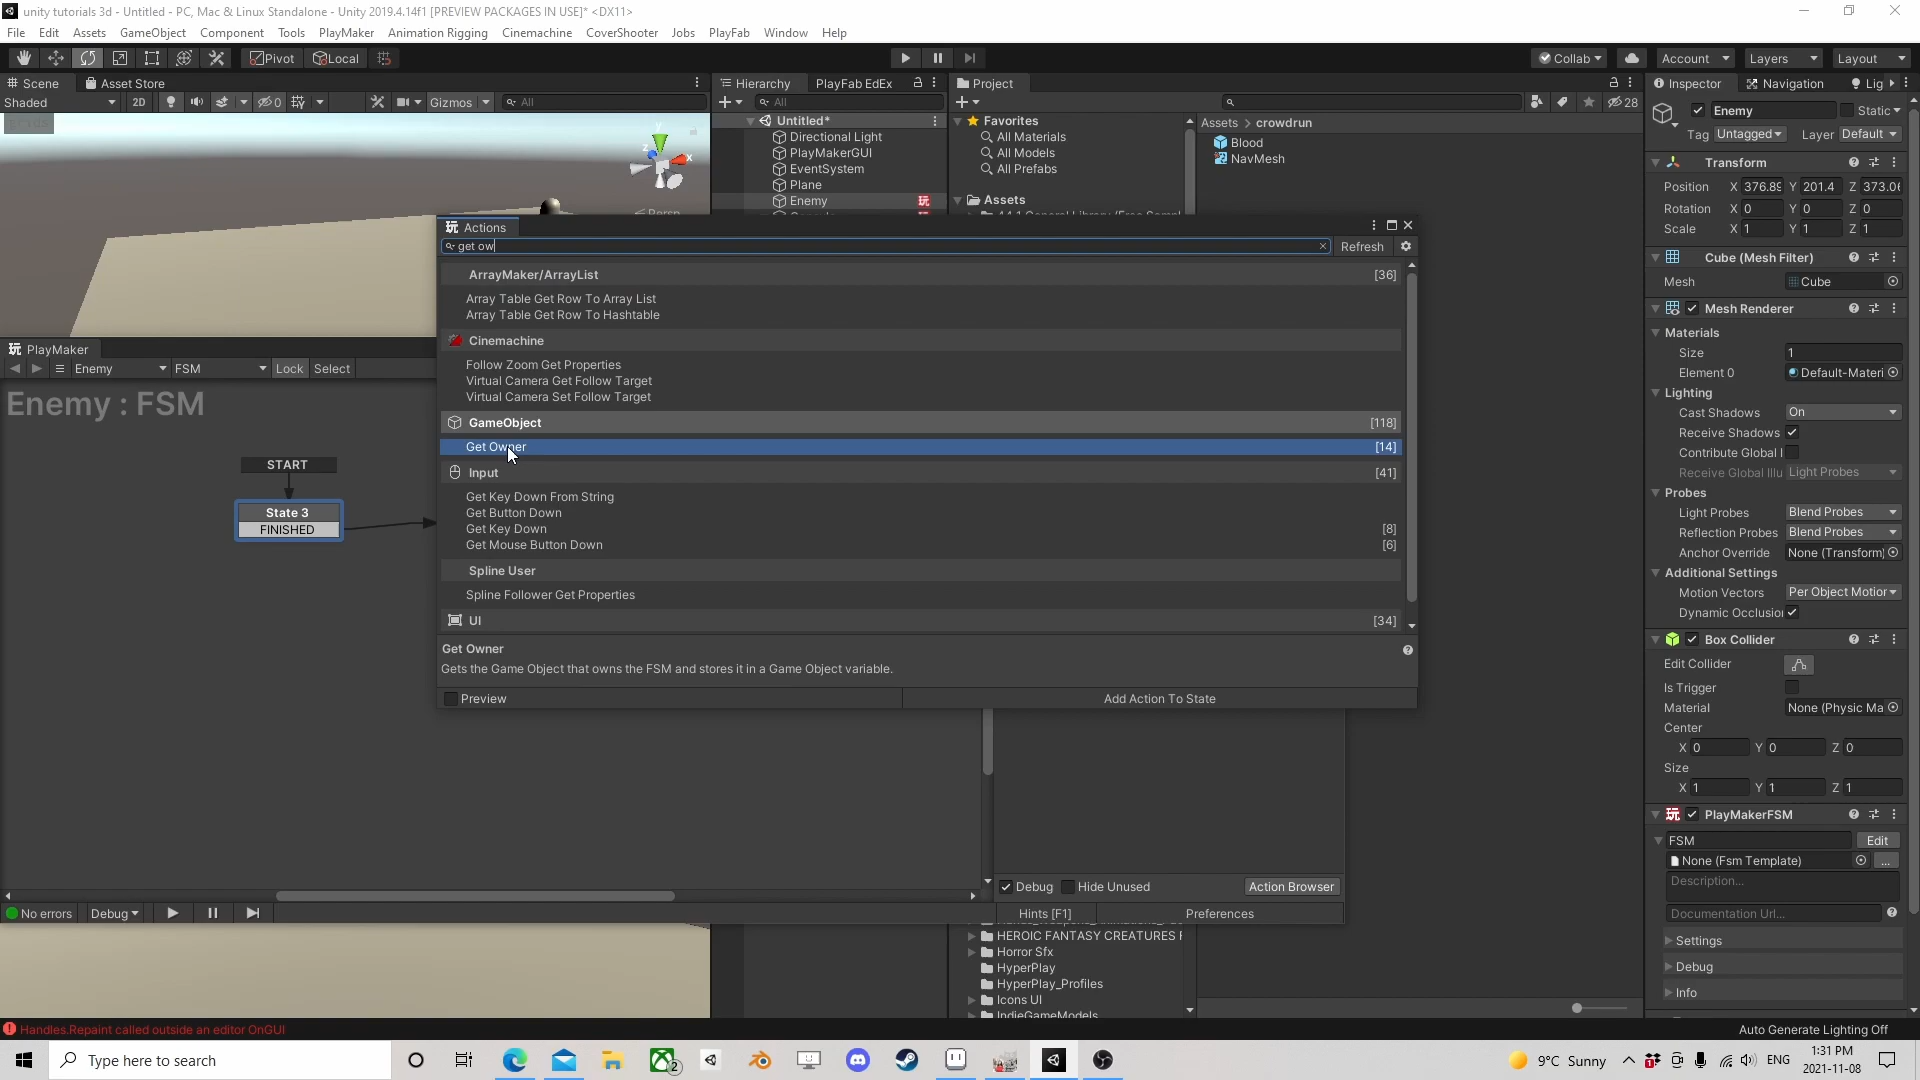 unity tutorials 3d - Untitled - PC, Mac & Linux Standalone - Unity 2019.4.14f1 [PREVIEW PACKAGES IN USE]* <DX11>
File Edit Assets GameObject Component Tools PlayMaker Animation Rigging Cinemachine CoverShooter Jobs PlayFab Window Help
Pivot Local Collab Account Layers Layout
Scene Asset Store
Shaded 2D 0 Gizmos All
Persp
Hierarchy PlayFab EdEx
All
Untitled*
Directional Light
PlayMakerGUI
EventSystem
Plane
Enemy
Project
28
Favorites
All Materials
All Models
All Prefabs
Assets
Assets > crowdrun
Blood
NavMesh
Actions
get ow
Refresh
ArrayMaker/ArrayList [36]
Array Table Get Row To Array List
Array Table Get Row To Hashtable
Cinemachine
Follow Zoom Get Properties
Virtual Camera Get Follow Target
Virtual Camera Set Follow Target
GameObject [118]
Get Owner [14]
Input [41]
Get Key Down From String
Get Button Down
Get Key Down [8]
Get Mouse Button Down [6]
Spline User
Spline Follower Get Properties
UI [34]
Get Owner
Gets the Game Object that owns the FSM and stores it in a Game Object variable.
Preview Add Action To State
PlayMaker
Enemy FSM Lock Select
Enemy : FSM
START
State 3
FINISHED
Debug Hide Unused Action Browser
No errors Debug Hints [F1] Preferences
HEROIC FANTASY CREATURES F
Horror Sfx
HyperPlay
HyperPlay_Profiles
Icons UI
IndieGameModels
Inspector Navigation Lig
Enemy Static
Tag Untagged Layer Default
Transform
Position X 376.89 Y 201.4 Z 373.06
Rotation X 0 Y 0 Z 0
Scale X 1 Y 1 Z 1
Cube (Mesh Filter)
Mesh Cube
Mesh Renderer
Materials
Size 1
Element 0 Default-Materi
Lighting
Cast Shadows On
Receive Shadows
Contribute Global I
Receive Global Illu Light Probes
Probes
Light Probes Blend Probes
Reflection Probes Blend Probes
Anchor Override None (Transform)
Additional Settings
Motion Vectors Per Object Motion
Dynamic Occlusion
Box Collider
Edit Collider
Is Trigger
Material None (Physic Ma
Center
X 0 Y 0 Z 0
Size
X 1 Y 1 Z 1
PlayMakerFSM
FSM Edit
None (Fsm Template) ...
Description...
Documentation Url...
Settings
Debug
Info
Handles.Repaint called outside an editor OnGUI
Auto Generate Lighting Off
Type here to search
2
9°C Sunny ENG
1:31 PM
2021-11-08